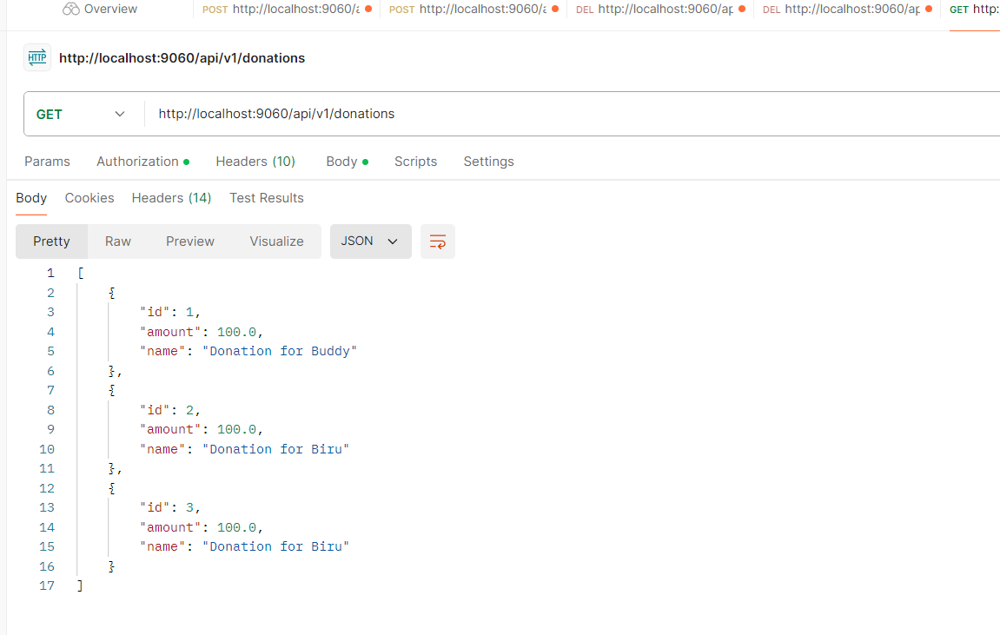 Overview POST http://localhost:9060/a POST http://localhost:9060/a DEL http://localhost:9060/ap DEL http://localhost:9060/ap GET http:
HTTP http://localhost:9060/api/v1/donations
GET http://localhost:9060/api/v1/donations
Params Authorization Headers (10) Body Scripts Settings
Body Cookies Headers (14) Test Results
Pretty Raw Preview Visualize JSON
1 [
2 {
3 "id": 1,
4 "amount": 100.0,
5 "name": "Donation for Buddy"
6 },
7 {
8 "id": 2,
9 "amount": 100.0,
10 "name": "Donation for Biru"
11 },
12 {
13 "id": 3,
14 "amount": 100.0,
15 "name": "Donation for Biru"
16 }
17 ]